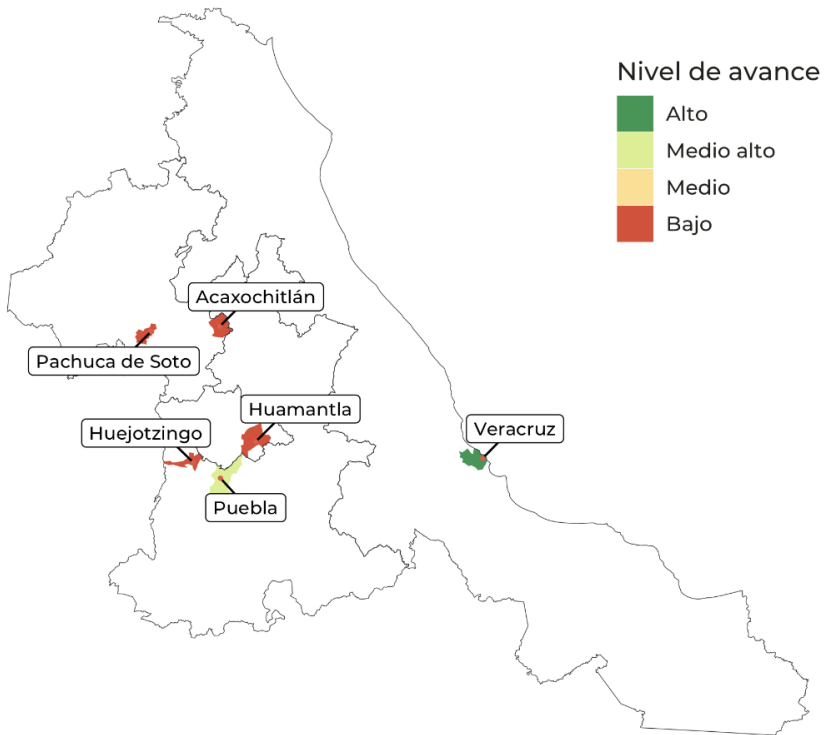 Nivel de avance
Alto
Medio alto
Medio
Bajo
Acaxochitlán
Pachuca de Soto
Huamantla
Huejotzingo
Veracruz
Puebla